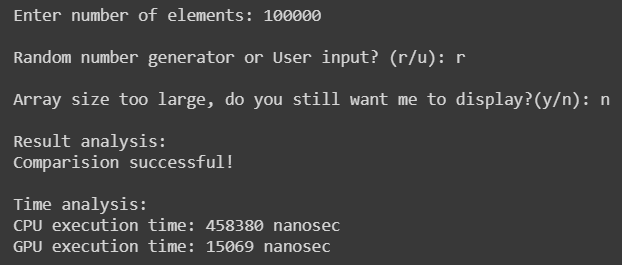 Enter number of elements: 100000
Random number generator or User input? (r/u): r
Array size too large, do you still want me to display?(y/n): n
Result analysis:
Comparision successful!
Time analysis:
CPU execution time: 458380 nanosec
GPU execution time: 15069 nanosec